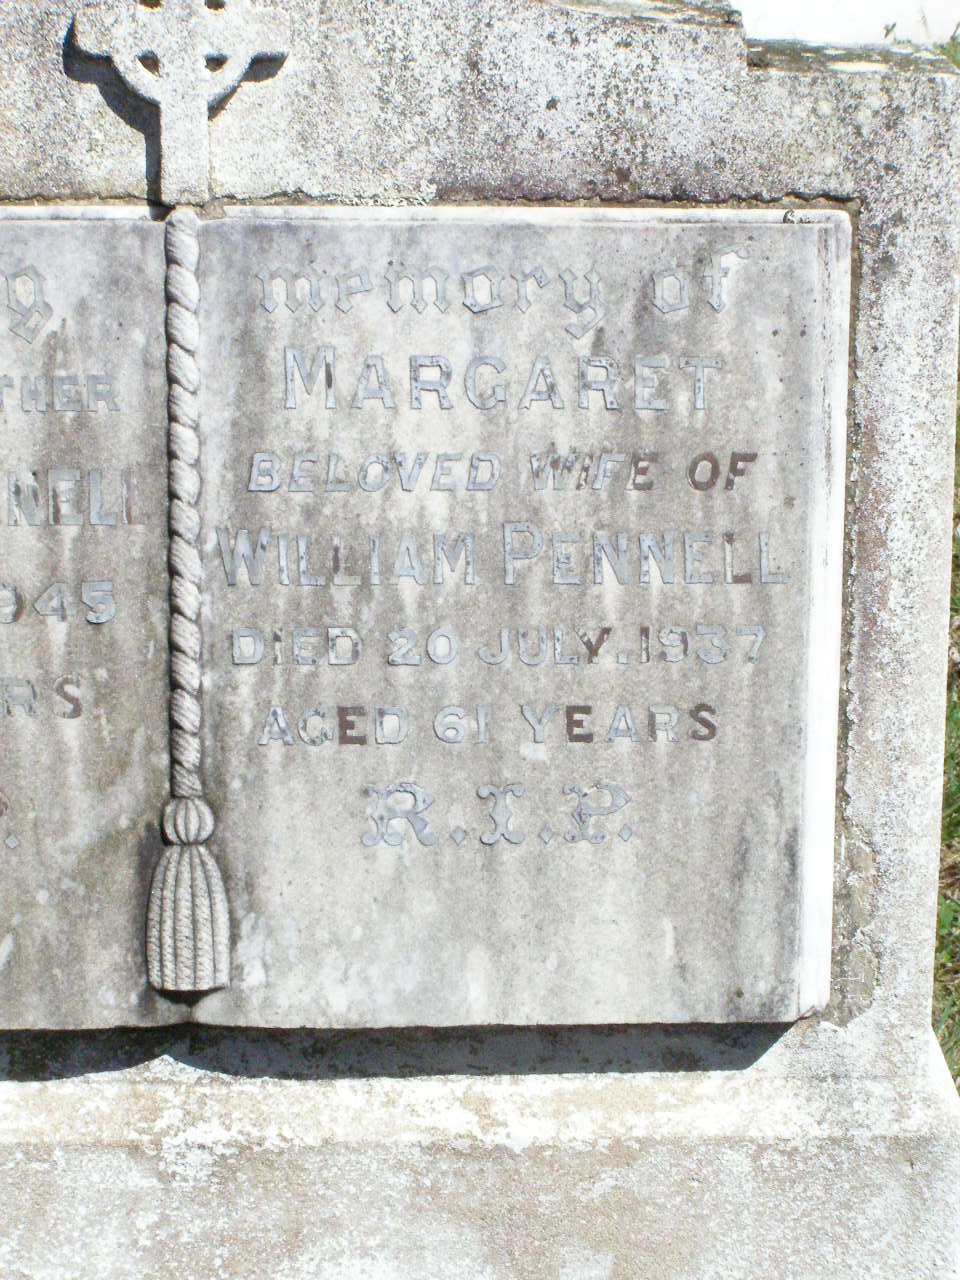 memory of
MARGARET
BELOVED WIFE OF
WILLIAM PENNELL
DIED 20 JULY. 1937
AGED 61 YEARS
R.I.P.